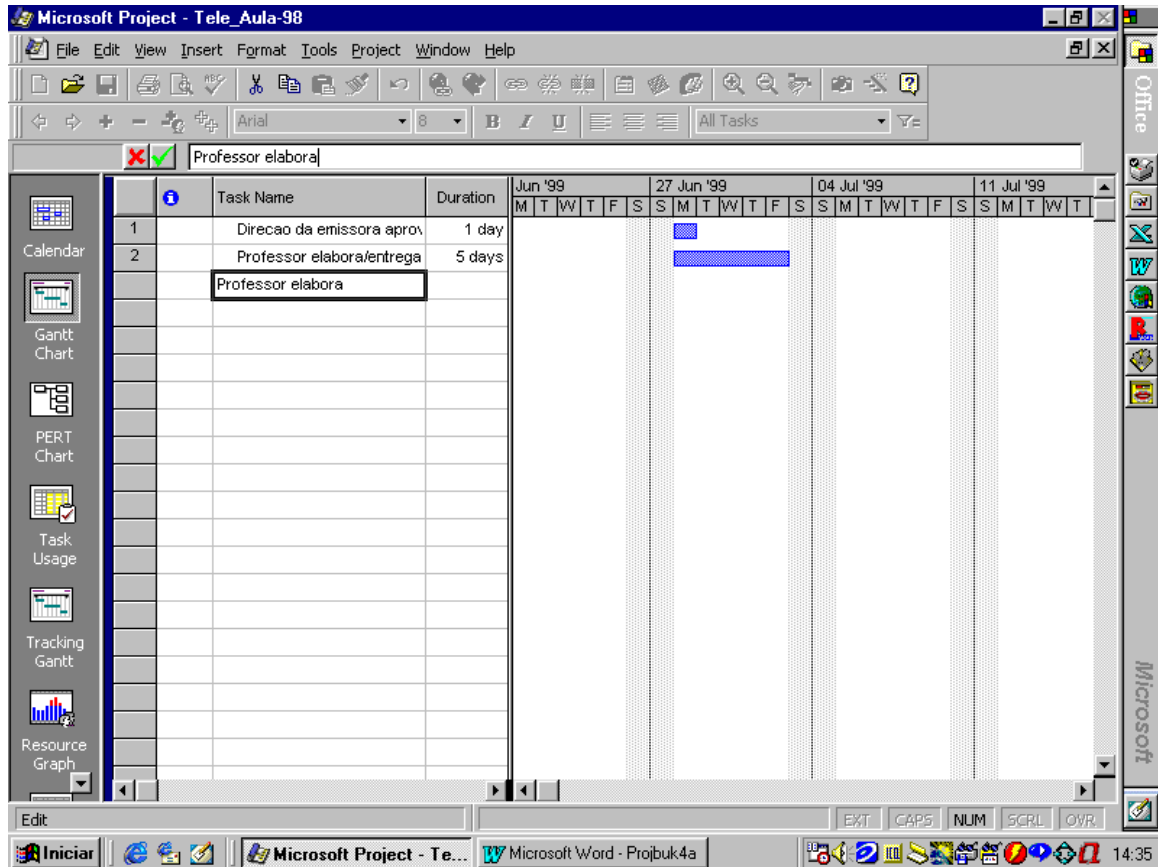 Microsoft Project - Tele_Aula-98
File Edit View Insert Format Tools Project Window Help
Arial 8 B I U All Tasks
Professor elabora
Task Name Duration
Jun '99 27 Jun '99 04 Jul '99 11 Jul '99
M T W T F S S M T W T F S S M T W T F S S M T W T
1 Direcao da emissora aprov 1 day
2 Professor elabora/entrega 5 days
Professor elabora
Calendar
Gantt
Chart
PERT
Chart
Task
Usage
Tracking
Gantt
Resource
Graph
Office
Microsoft
Edit EXT CAPS NUM SCRL OVR
Iniciar Microsoft Project - Te... Microsoft Word - Projbuk4a 14:35